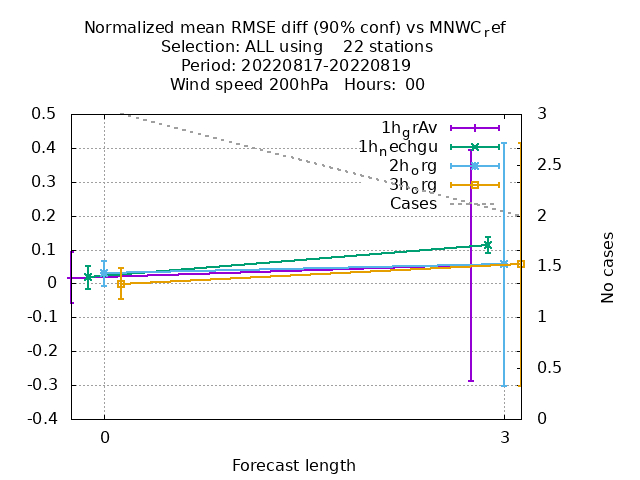 Normalized mean RMSE diff (90% conf) vs MNWC_ref
Selection: ALL using    22 stations
Period: 20220817-20220819
Wind speed 200hPa   Hours:  00
1h_grAv
1h_nechgu
2h_org
3h_org
Cases
0.5
0.4
0.3
0.2
0.1
0
-0.1
-0.2
-0.3
-0.4
3
2.5
2
1.5
1
0.5
0
No cases
0
3
Forecast length